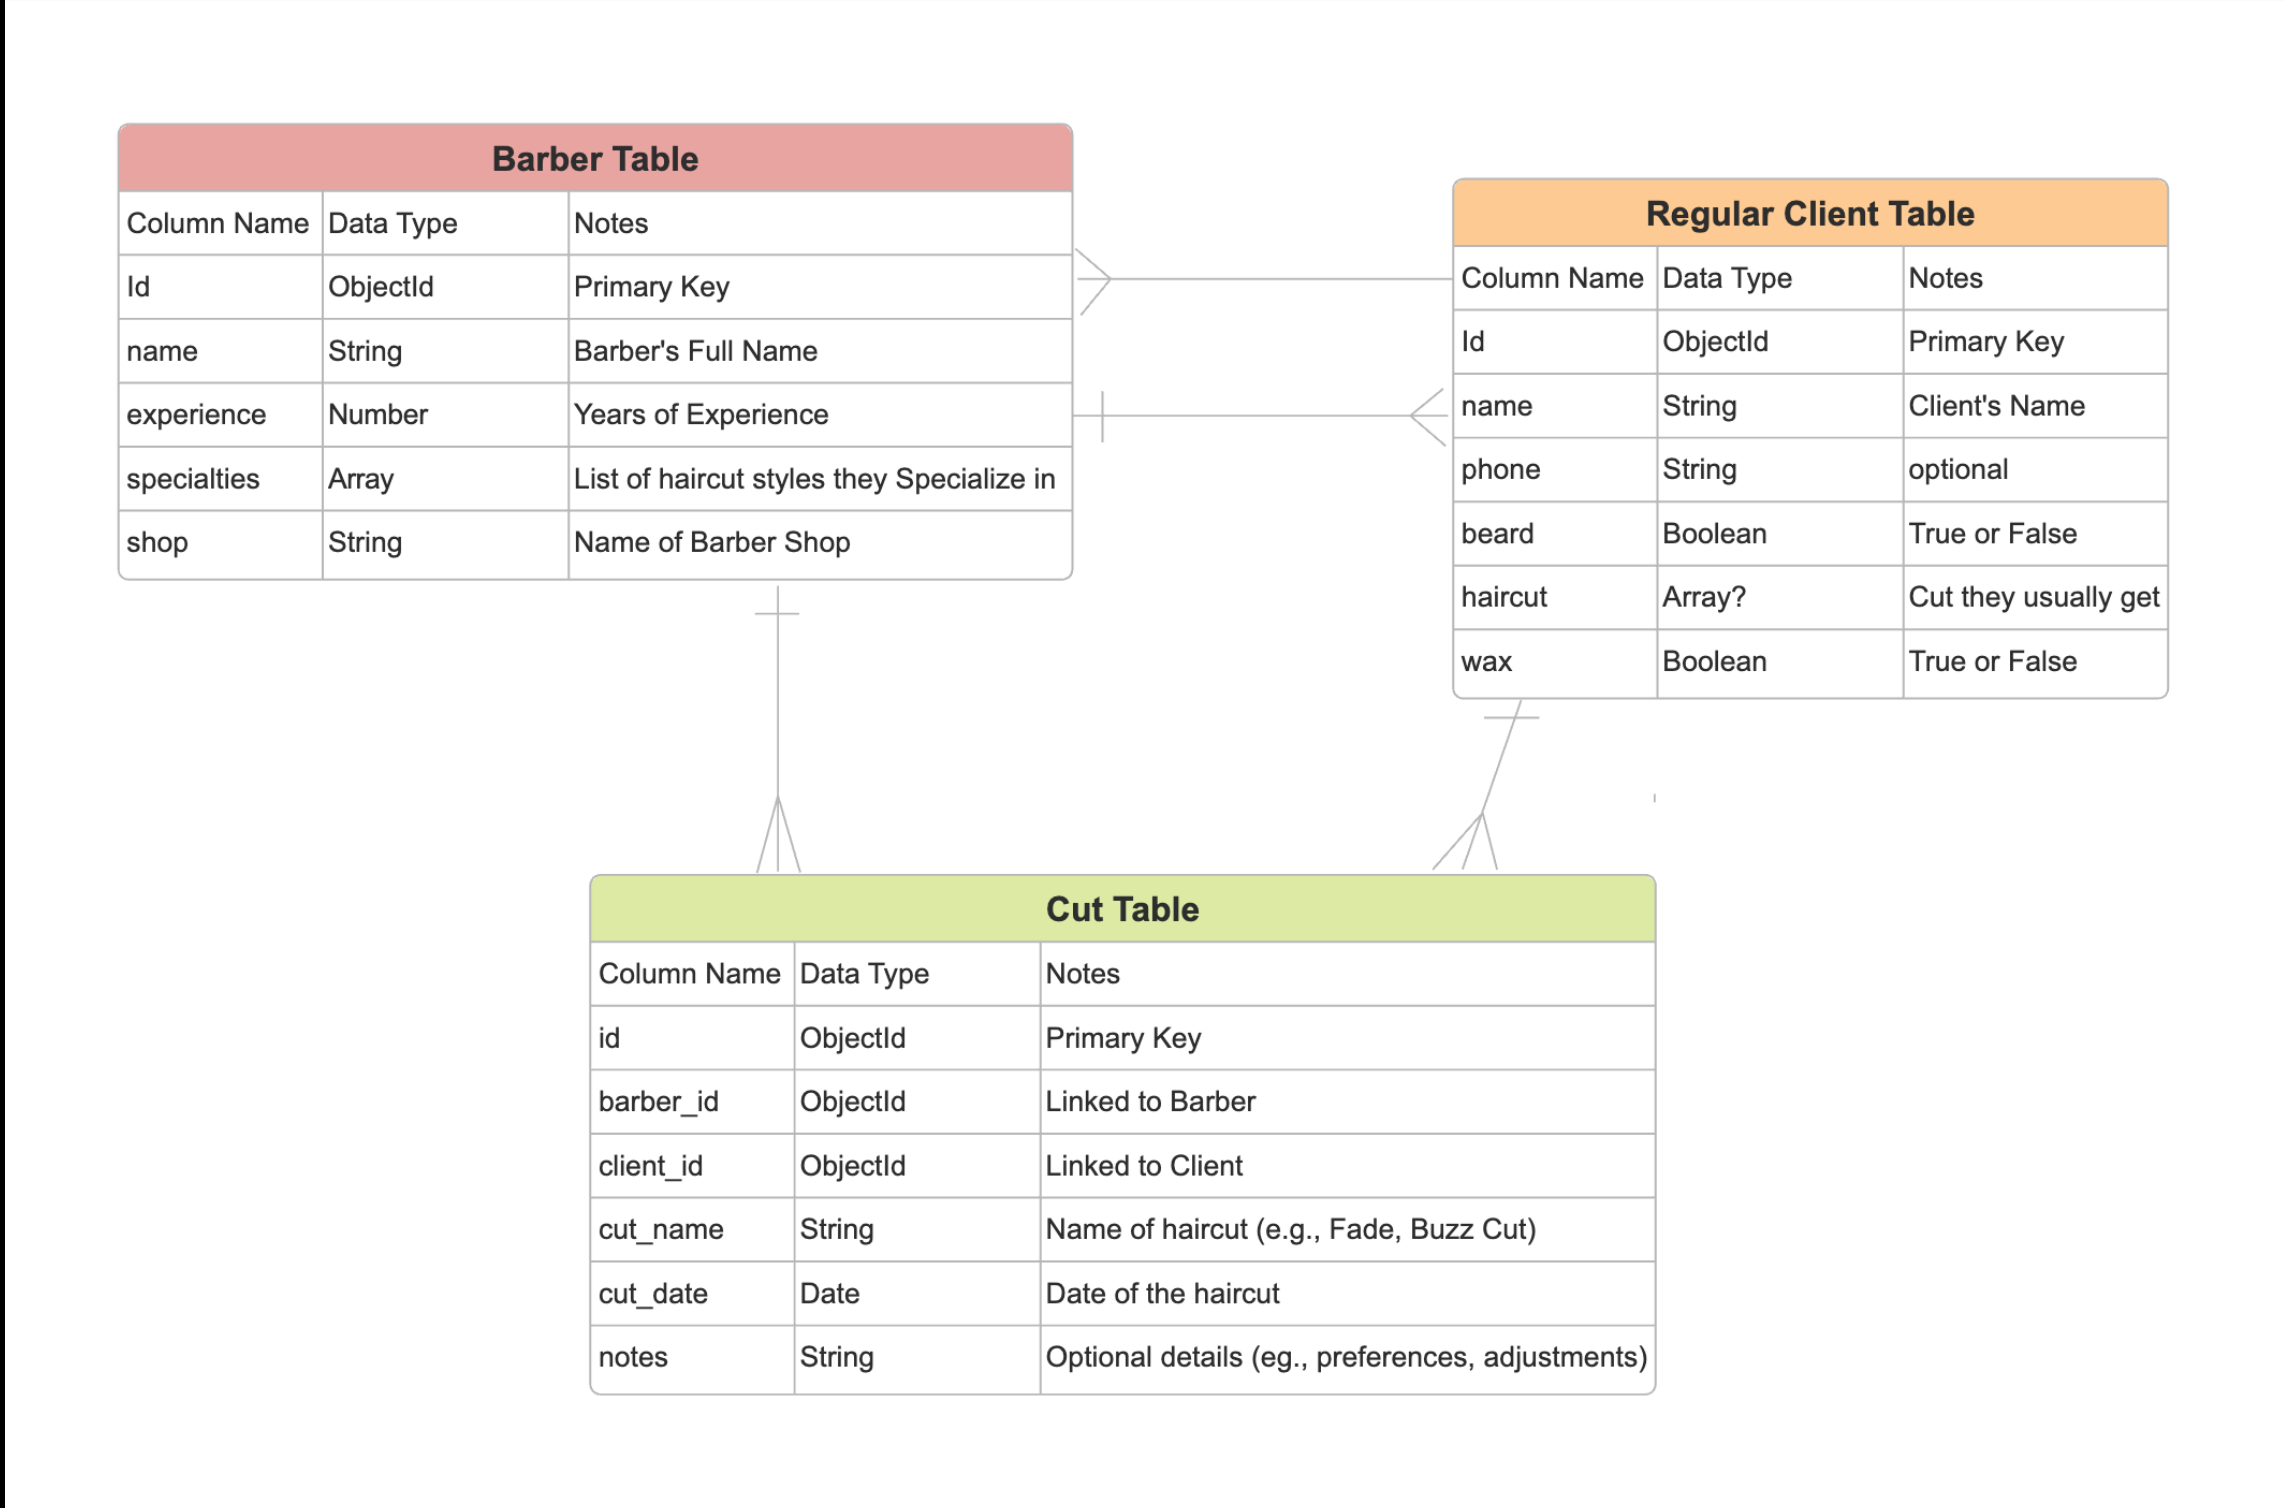 Barber Table
Column Name Data Type Notes
Id ObjectId Primary Key
name String Barber's Full Name
experience Number Years of Experience
specialties Array List of haircut styles they Specialize in
shop String Name of Barber Shop
Regular Client Table
Column Name Data Type Notes
Id ObjectId Primary Key
name String Client's Name
phone String optional
beard Boolean True or False
haircut Array? Cut they usually get
wax Boolean True or False
Cut Table
Column Name Data Type Notes
id ObjectId Primary Key
barber_id ObjectId Linked to Barber
client_id ObjectId Linked to Client
cut_name String Name of haircut (e.g., Fade, Buzz Cut)
cut_date Date Date of the haircut
notes String Optional details (eg., preferences, adjustments)